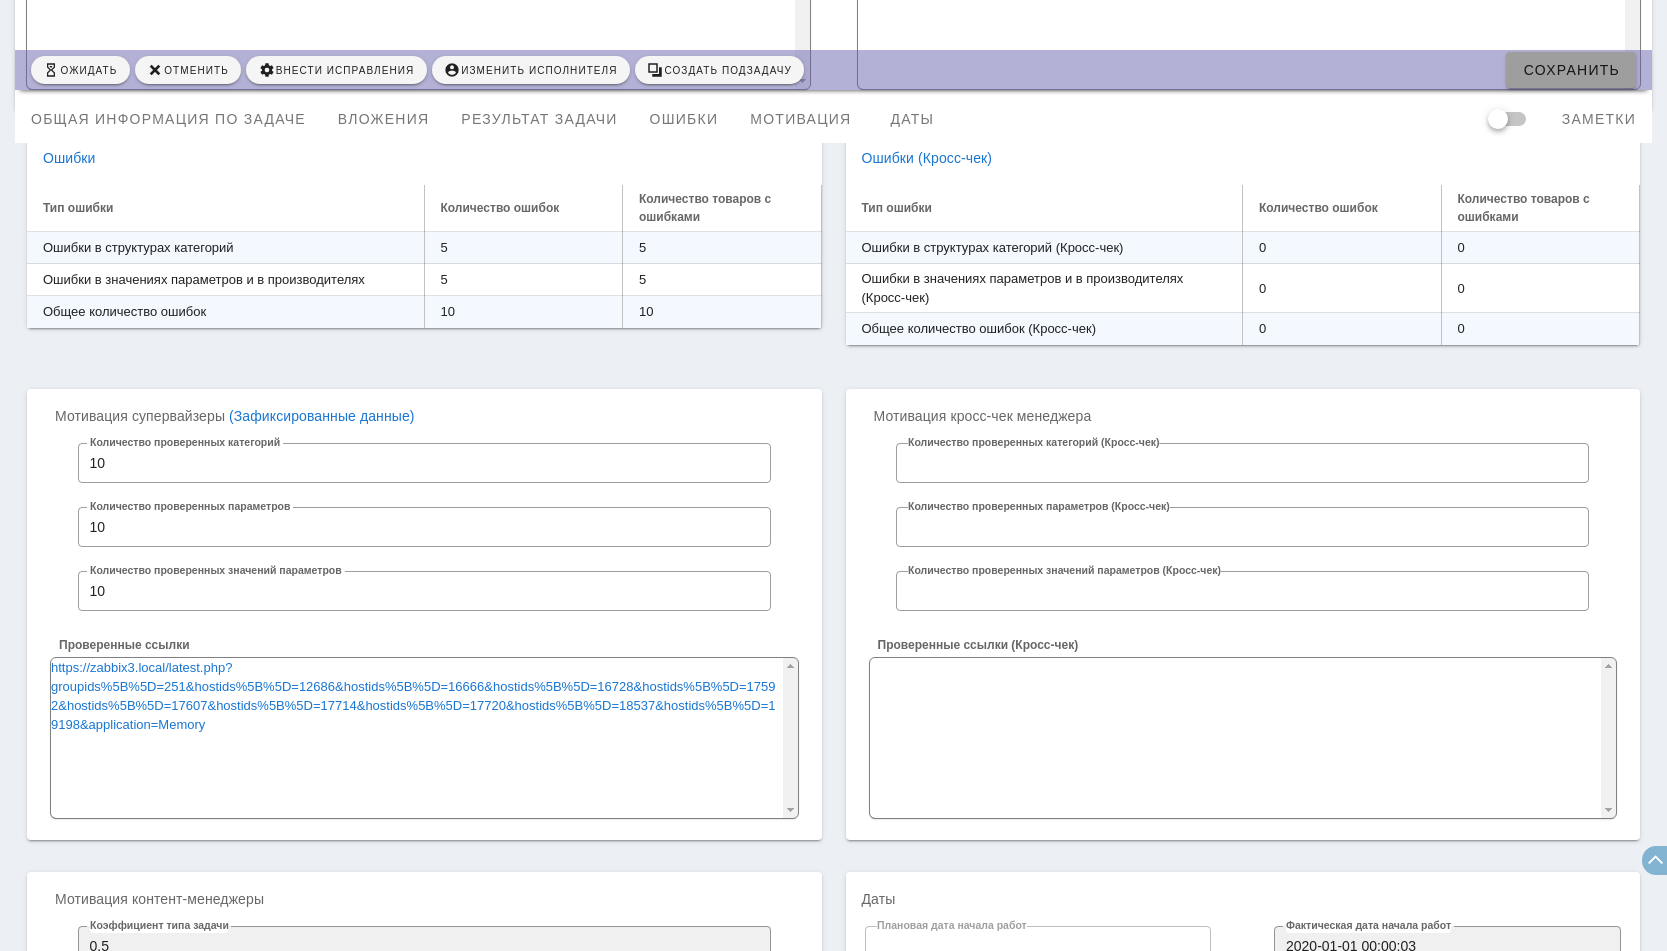 ОЖИДАТЬ ОТМЕНИТЬ ВНЕСТИ ИСПРАВЛЕНИЯ ИЗМЕНИТЬ ИСПОЛНИТЕЛЯ СОЗДАТЬ ПОДЗАДАЧУ СОХРАНИТЬ
ОБЩАЯ ИНФОРМАЦИЯ ПО ЗАДАЧЕ ВЛОЖЕНИЯ РЕЗУЛЬТАТ ЗАДАЧИ ОШИБКИ МОТИВАЦИЯ ДАТЫ ЗАМЕТКИ
Ошибки
Тип ошибки Количество ошибок Количество товаров с
ошибками
Ошибки в структурах категорий 5 5
Ошибки в значениях параметров и в производителях 5 5
Общее количество ошибок 10 10
Ошибки (Кросс-чек)
Тип ошибки Количество ошибок Количество товаров с
ошибками
Ошибки в структурах категорий (Кросс-чек) 0 0
Ошибки в значениях параметров и в производителях
(Кросс-чек) 0 0
Общее количество ошибок (Кросс-чек) 0 0
Мотивация супервайзеры (Зафиксированные данные)
Количество проверенных категорий
10
Количество проверенных параметров
10
Количество проверенных значений параметров
10
Проверенные ссылки
https://zabbix3.local/latest.php?
groupids%5B%5D=251&hostids%5B%5D=12686&hostids%5B%5D=16666&hostids%5B%5D=16728&hostids%5B%5D=1759
2&hostids%5B%5D=17607&hostids%5B%5D=17714&hostids%5B%5D=17720&hostids%5B%5D=18537&hostids%5B%5D=1
9198&application=Memory
Мотивация кросс-чек менеджера
Количество проверенных категорий (Кросс-чек)
Количество проверенных параметров (Кросс-чек)
Количество проверенных значений параметров (Кросс-чек)
Проверенные ссылки (Кросс-чек)
Мотивация контент-менеджеры
Коэффициент типа задачи
0.5
Даты
Плановая дата начала работ
Фактическая дата начала работ
2020-01-01 00:00:03